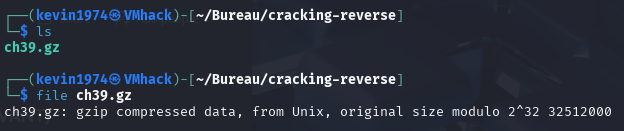 ┌──(kevin1974㉿VMhack)-[~/Bureau/cracking-reverse]
└─$ ls
ch39.gz
┌──(kevin1974㉿VMhack)-[~/Bureau/cracking-reverse]
└─$ file ch39.gz
ch39.gz: gzip compressed data, from Unix, original size modulo 2^32 32512000